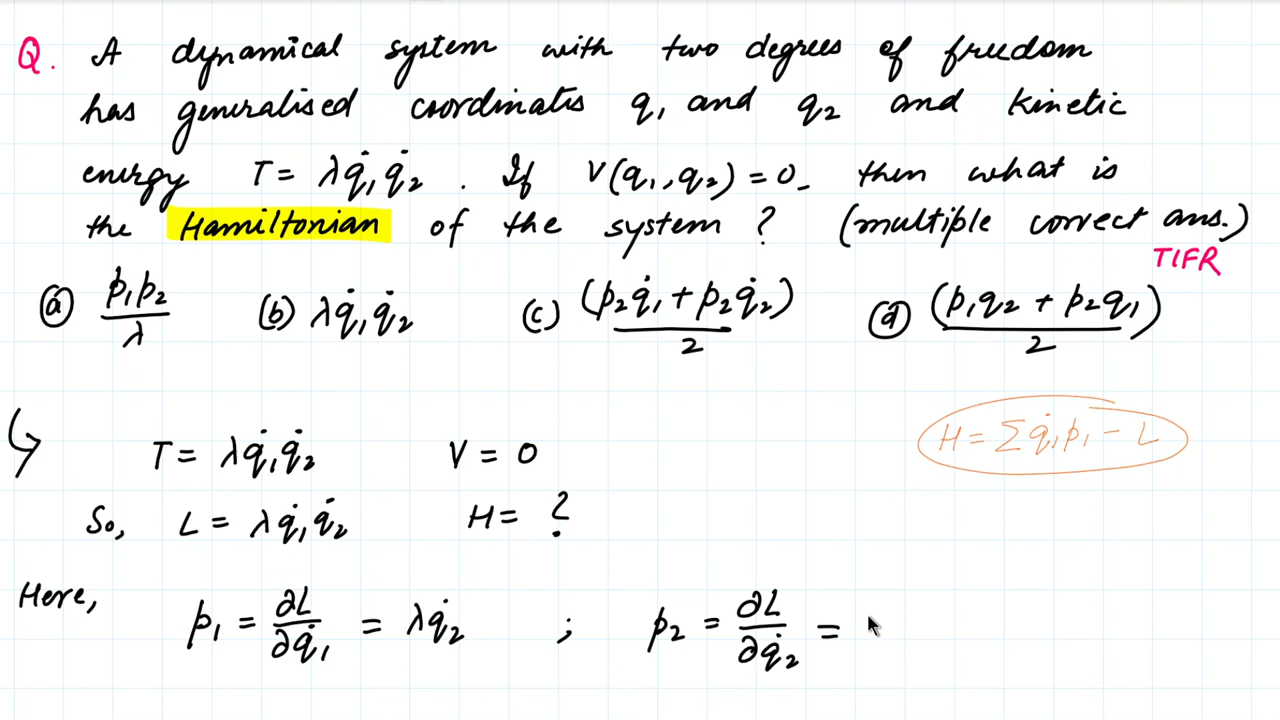 Q. A dynamical system with two degrees of freedom
has generalised coordinates q₁ and q₂ and kinetic
energy T = λq̇₁q̇₂. If V(q₁,q₂) = 0, then what is
the Hamiltonian of the system? (multiple correct ans.)
TIFR
(a) p₁p₂/λ (b) λq̇₁q̇₂ (c) (p₂q̇₁ + p₂q̇₂)/2 (d) (p₁q₂ + p₂q₁)/2
H = Σq̇ᵢpᵢ - L
T = λq̇₁q̇₂ V = 0
So, L = λq̇₁q̇₂ H = ?
Here, p₁ = ∂L/∂q̇₁ = λq̇₂ ; p₂ = ∂L/∂q̇₂ =